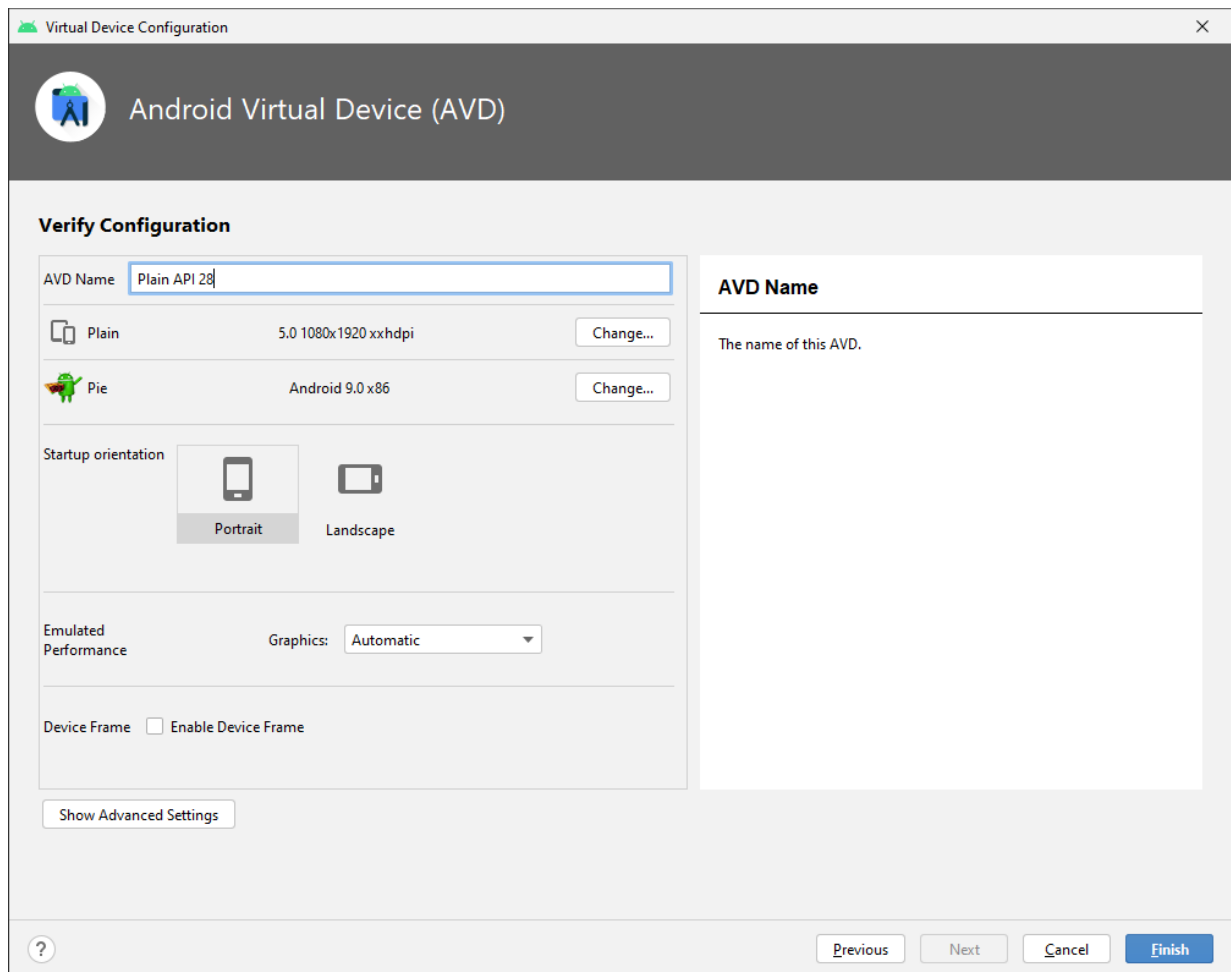 Virtual Device Configuration
Android Virtual Device (AVD)
Verify Configuration
AVD Name Plain API 28
Plain 5.0 1080x1920 xxhdpi Change...
Pie Android 9.0 x86 Change...
Startup orientation
Portrait Landscape
Emulated
Performance
Graphics: Automatic
Device Frame Enable Device Frame
Show Advanced Settings
AVD Name
The name of this AVD.
? Previous Next Cancel Finish